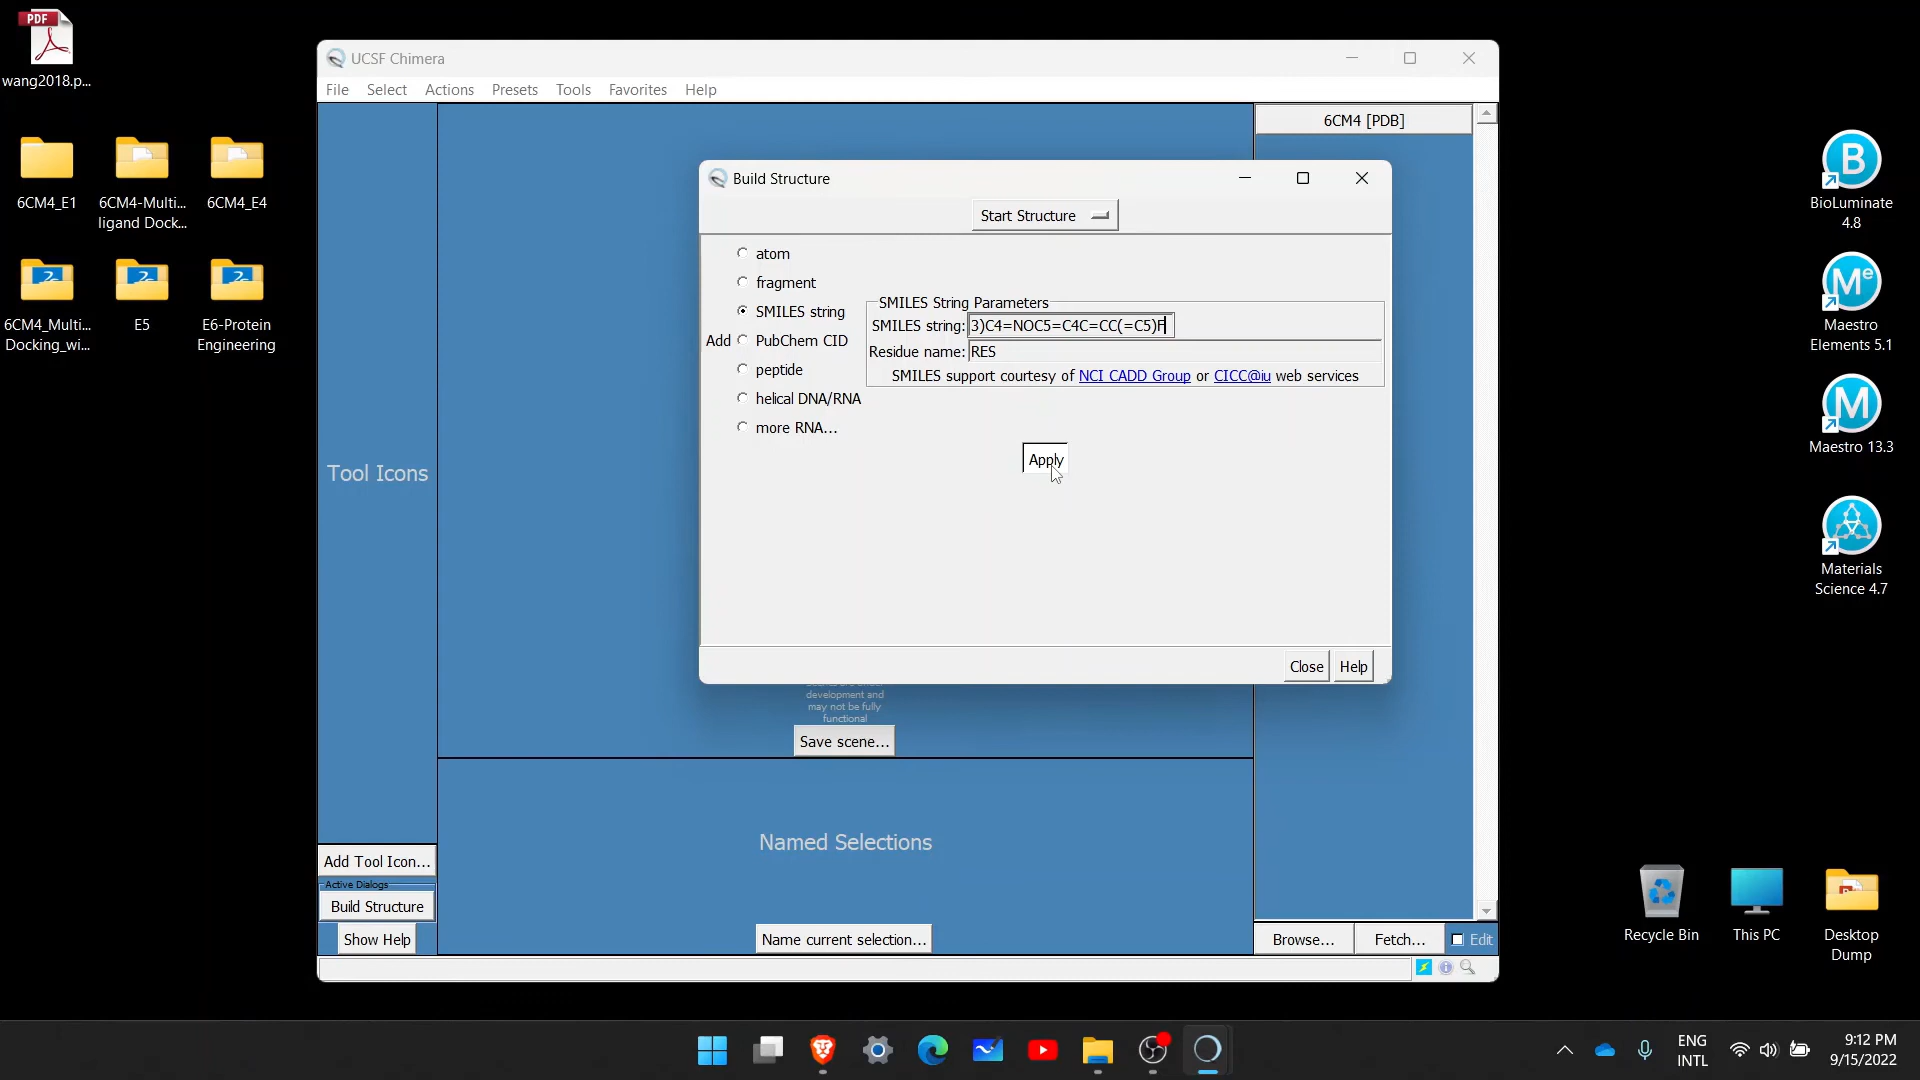 wang2018.p...
6CM4_E1
6CM4-Multi...
ligand Dock...
6CM4_E4
6CM4_Multi...
Docking_wi...
E5
E6-Protein
Engineering
UCSF Chimera
File Select Actions Presets Tools Favorites Help
Tool Icons
Add Tool Icon...
Active Dialogs
Build Structure
Show Help
6CM4 [PDB]
Build Structure
Start Structure
Add
atom
fragment
SMILES string
PubChem CID
peptide
helical DNA/RNA
more RNA...
SMILES String Parameters
SMILES string: 3)C4=NOC5=C4C=CC(=C5)F
Residue name: RES
SMILES support courtesy of NCI CADD Group or CICC@iu web services
Apply
Close Help
development and
may not be fully
functional
Save scene...
Named Selections
Name current selection...
Browse... Fetch... Edit
BioLuminate
4.8
Maestro
Elements 5.1
Maestro 13.3
Materials
Science 4.7
Recycle Bin
This PC
Desktop
Dump
ENG
INTL
9:12 PM
9/15/2022